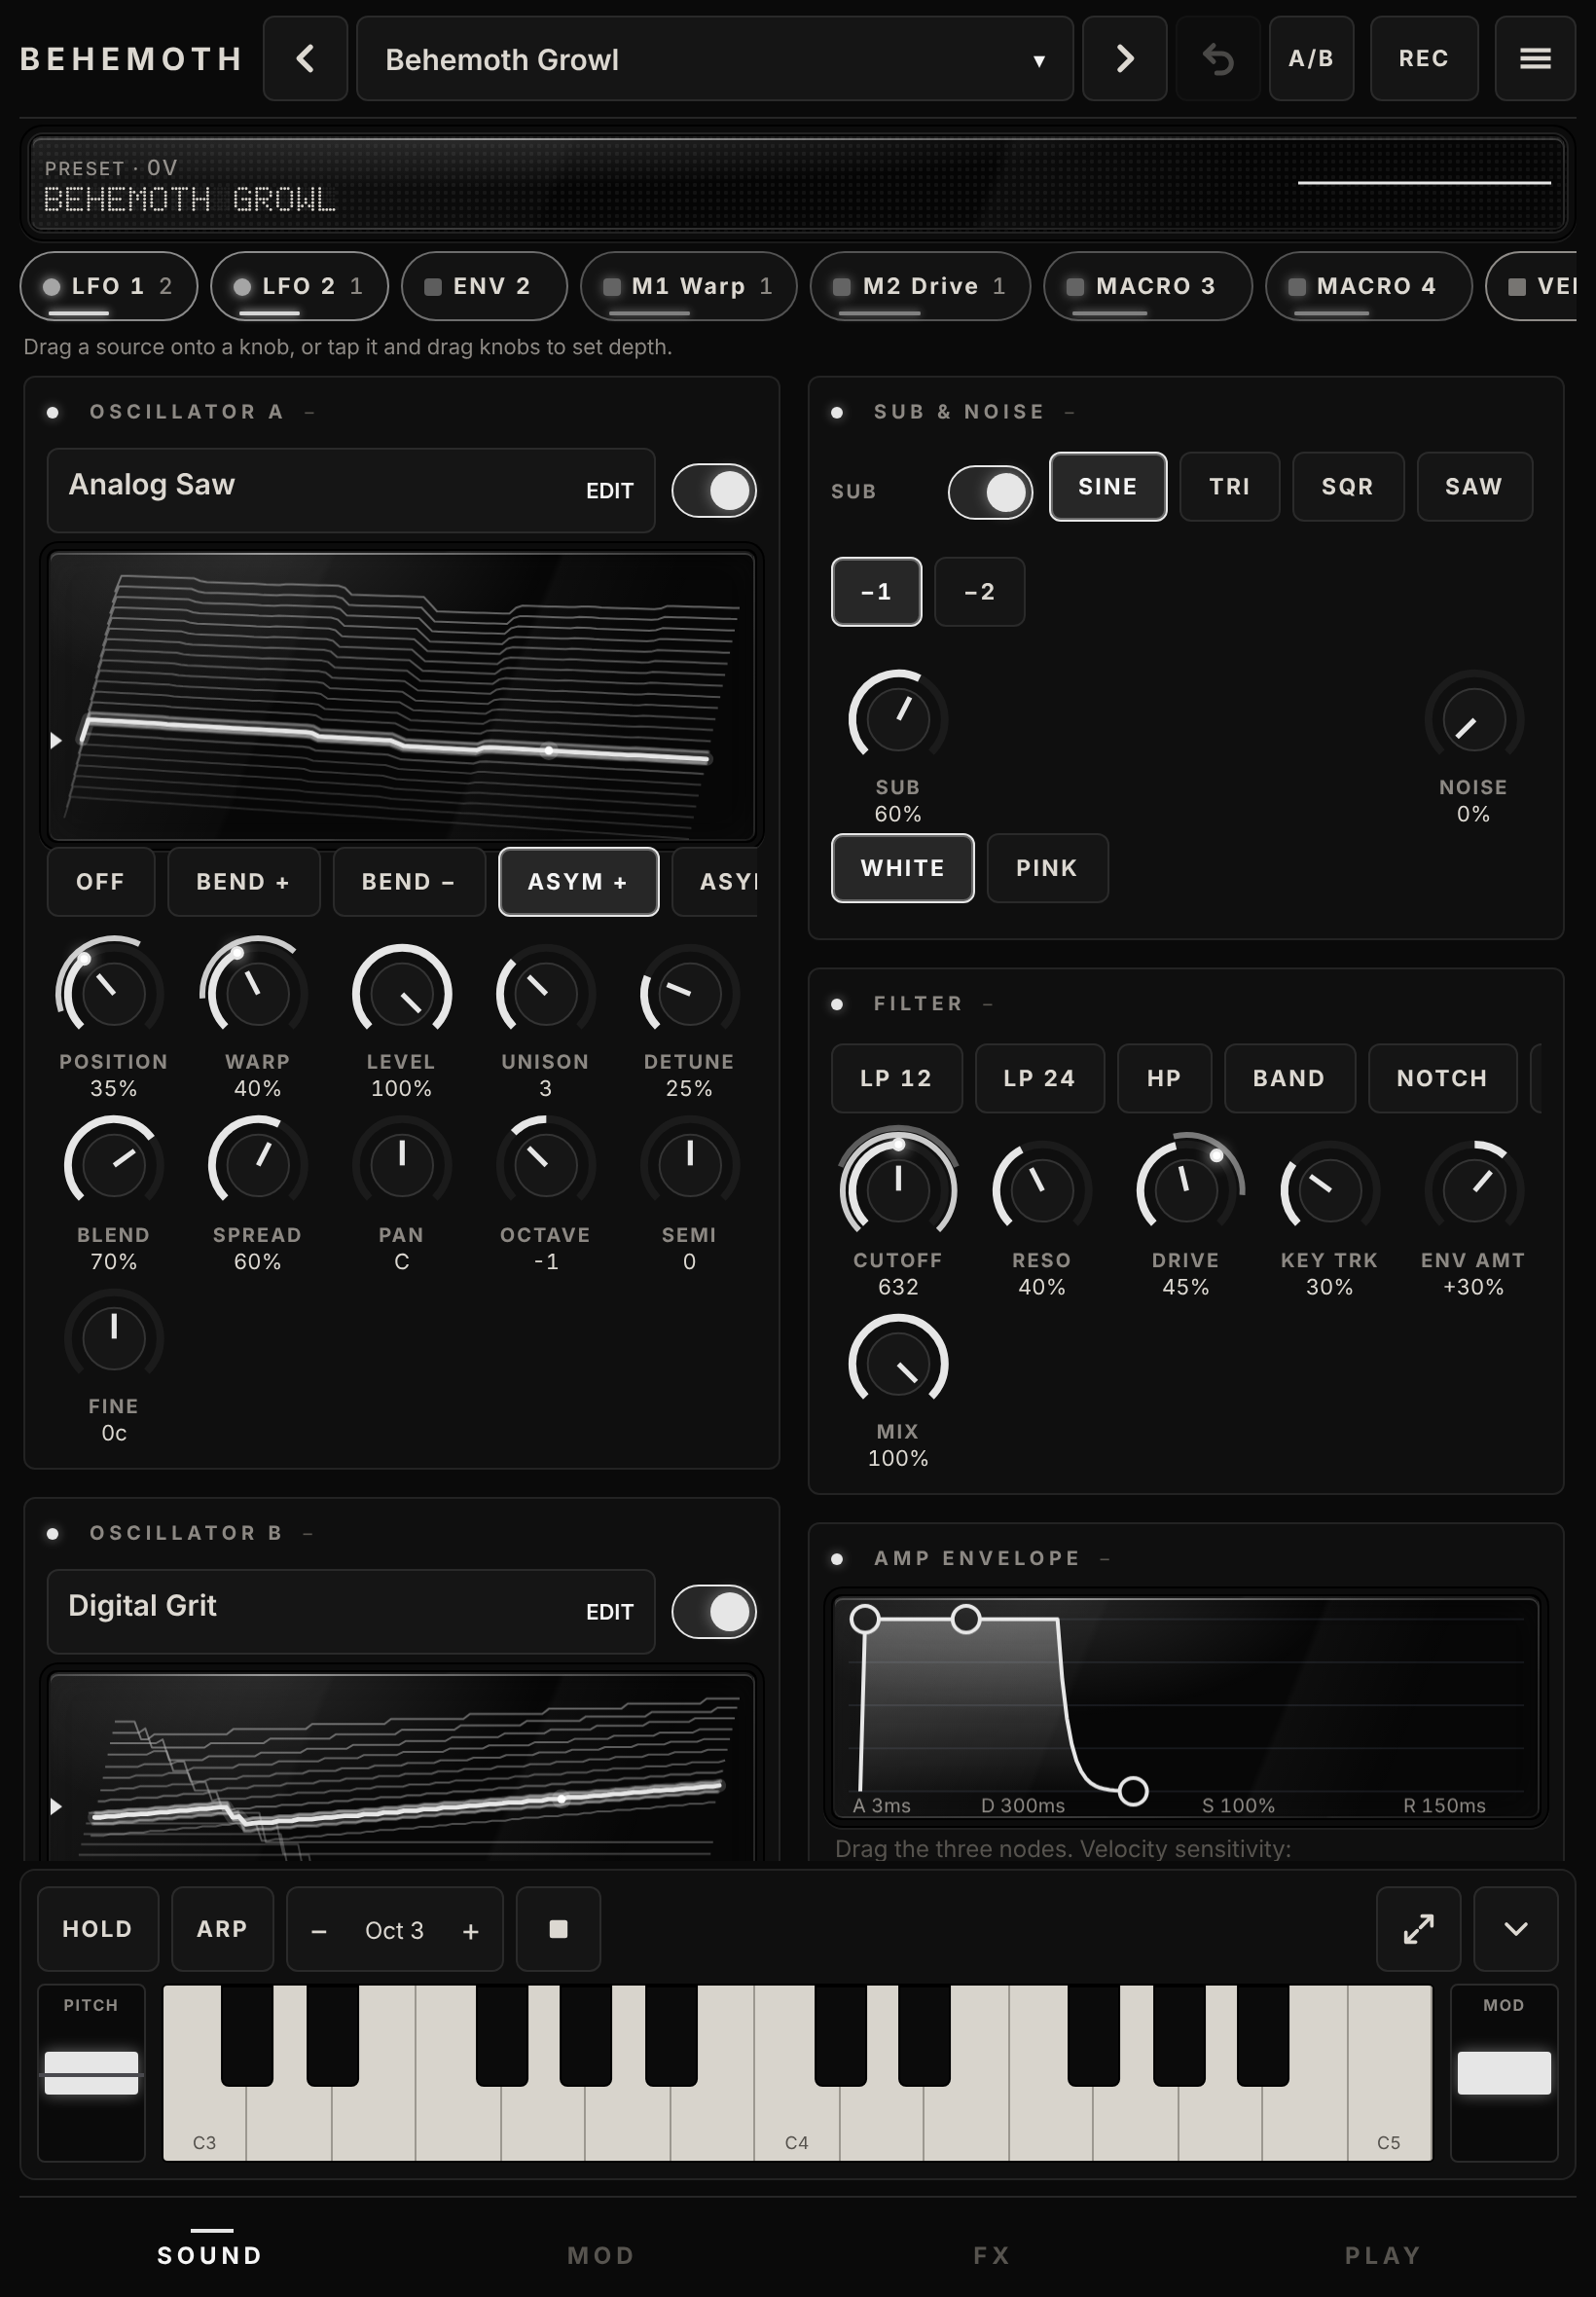 BEHEMOTH
Behemoth Growl
A/B
REC
PRESET · 0V
BEHEMOTH GROWL
LFO 1 2
LFO 2 1
ENV 2
M1 Warp 1
M2 Drive 1
MACRO 3
MACRO 4
Drag a source onto a knob, or tap it and drag knobs to set depth.
OSCILLATOR A –
Analog Saw
EDIT
OFF
BEND +
BEND –
ASYM +
POSITION WARP LEVEL UNISON DETUNE
35% 40% 100% 3 25%
BLEND SPREAD PAN OCTAVE SEMI
70% 60% C -1 0
FINE
0c
OSCILLATOR B –
Digital Grit
EDIT
SUB & NOISE –
SUB
SINE
TRI
SQR
SAW
−1
−2
SUB NOISE
60% 0%
WHITE
PINK
FILTER –
LP 12
LP 24
HP
BAND
NOTCH
CUTOFF RESO DRIVE KEY TRK ENV AMT
632 40% 45% 30% +30%
MIX
100%
AMP ENVELOPE –
A 3ms D 300ms S 100% R 150ms
Drag the three nodes. Velocity sensitivity:
HOLD
ARP
− Oct 3 +
PITCH
MOD
C3 C4 C5
SOUND MOD FX PLAY